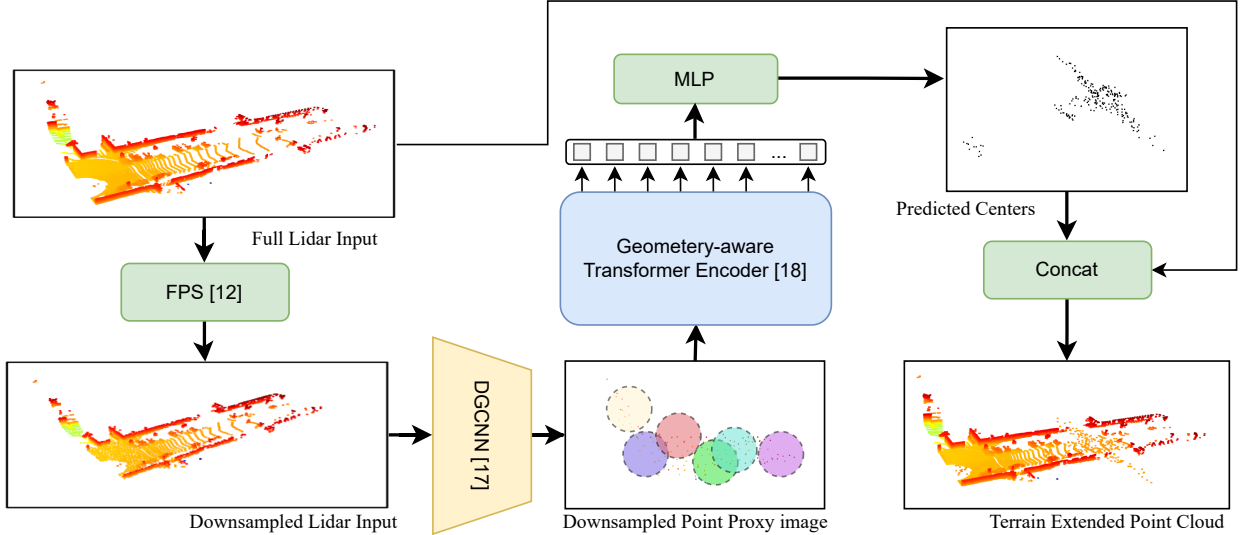 Full Lidar Input
FPS [12]
Downsampled Lidar Input
DGCNN [17]
Downsampled Point Proxy image
Geometery-aware
Transformer Encoder [18]
...
MLP
Predicted Centers
Concat
Terrain Extended Point Cloud